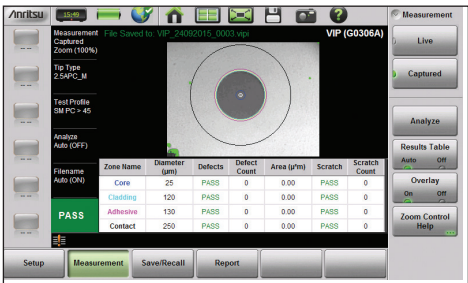 Anritsu 15:49 ? Measurement
Measurement
Captured
Zoom (100%)
File Saved to: VIP_24092015_0003.vipi
VIP (G0306A)
Tip Type
2.5APC_M
Test Profile
SM PC > 45
Analyze
Auto (OFF)
Filename
Auto (ON)
PASS
Zone Name Diameter (µm) Defects Defect Count Area (µ²m) Scratch Scratch Count
Core 25 PASS 0 0.00 PASS 0
Cladding 120 PASS 0 0.00 PASS 0
Adhesive 130 PASS 0 0.00 PASS 0
Contact 250 PASS 0 0.00 PASS 0
Live
Captured
Analyze
Results Table
Auto Off
Overlay
On Off
Zoom Control
Help
Setup Measurement Save/Recall Report